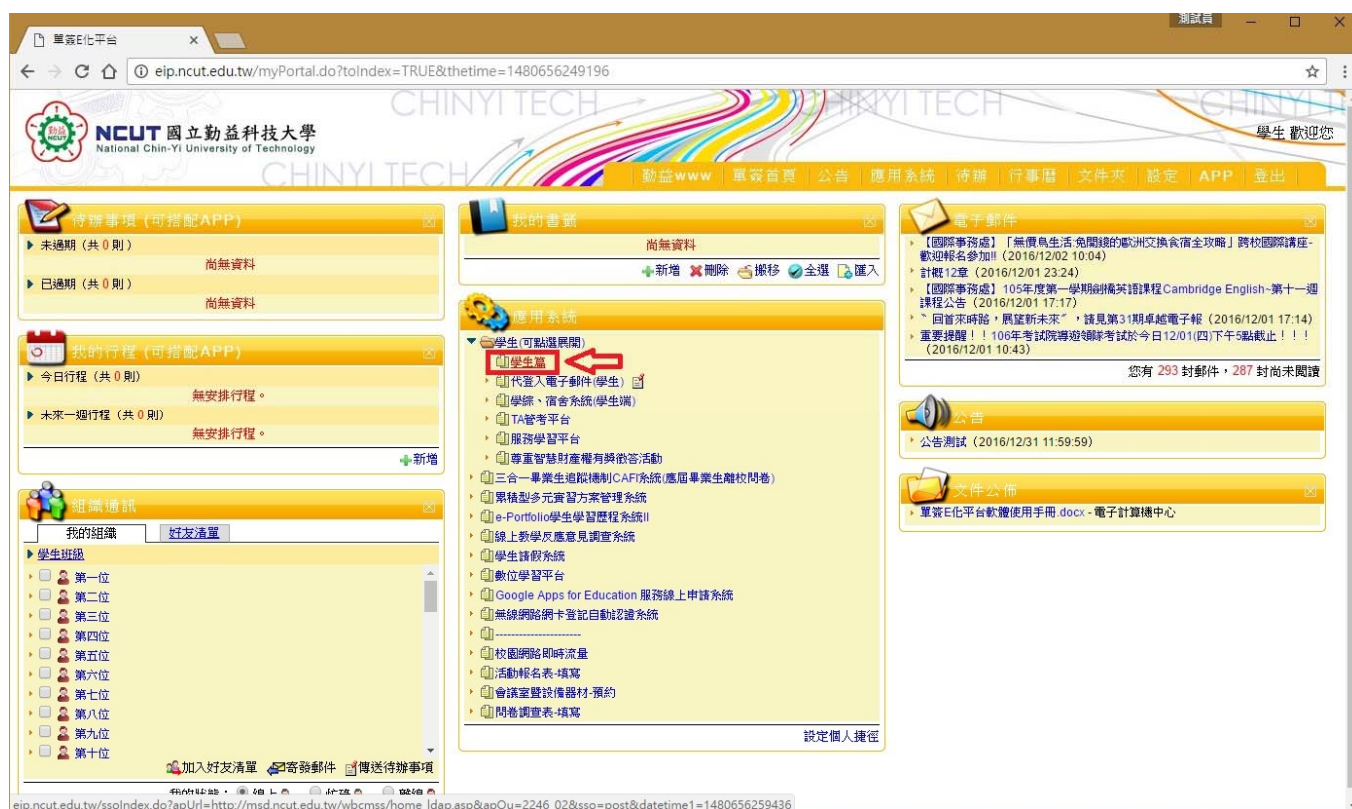 測試員
單簽E化平台
eip.ncut.edu.tw/myPortal.do?toIndex=TRUE&thetime=1480656249196
CHINYI TECH
CHINYI TECH
CHINYI TECH
勤益
NCUT
NCUT 國立勤益科技大學
National Chin-Yi University of Technology
學生 歡迎您
勤益www | 單簽首頁 | 公告 | 應用系統 | 待辦 | 行事曆 | 文件夾 | 設定 | APP | 登出 |
待辦事項 (可搭配APP)
未過期 (共 0 則)
尚無資料
已過期 (共 0 則)
尚無資料
我的行程 (可搭配APP)
今日行程 (共 0 則)
無安排行程。
未來一週行程 (共 0 則)
無安排行程。
新增
組織通訊
我的組織 好友清單
學生班級
第一位
第二位
第三位
第四位
第五位
第六位
第七位
第八位
第九位
第十位
加入好友清單 寄發郵件 傳送待辦事項
我的書籤
尚無資料
新增 刪除 搬移 全選 匯入
應用系統
學生(可點選展開)
學生篇
代登入電子郵件(學生)
學綜、宿舍系統(學生端)
TA管考平台
服務學習平台
尊重智慧財產權有獎徵答活動
三合一畢業生追蹤機制CAFI系統(應屆畢業生離校問卷)
累積型多元實習方案管理系統
e-Portfolio學生學習歷程系統II
線上教學反應意見調查系統
學生請假系統
數位學習平台
Google Apps for Education 服務線上申請系統
無線網路網卡登記自動認證系統
----------------------
校園網路即時流量
活動報名表-填寫
會議室暨設備器材-預約
問卷調查表-填寫
設定個人捷徑
電子郵件
【國際事務處】「無價鳥生活:免開鏡的歐洲交換食宿全攻略」跨校國際講座-
歡迎報名參加!! (2016/12/02 10:04)
計概12章 (2016/12/01 23:24)
【國際事務處】105年度第一學期劍橋英語課程Cambridge English~第十一週
課程公告 (2016/12/01 17:17)
〝回首來時路，展望新未來〞，請見第31期卓越電子報 (2016/12/01 17:14)
重要提醒！！106年考試院導遊領隊考試於今日12/01(四)下午5點截止！！！
(2016/12/01 10:43)
您有 293 封郵件，287 封尚未閱讀
公告
公告測試 (2016/12/31 11:59:59)
文件公佈
單簽E化平台軟體使用手冊.docx - 電子計算機中心
eip.ncut.edu.tw/ssoIndex.do?apUrl=http://msd.ncut.edu.tw/wbcmss/home_ldap.asp&apOu=2246_02&sso=post&datetime1=1480656259436